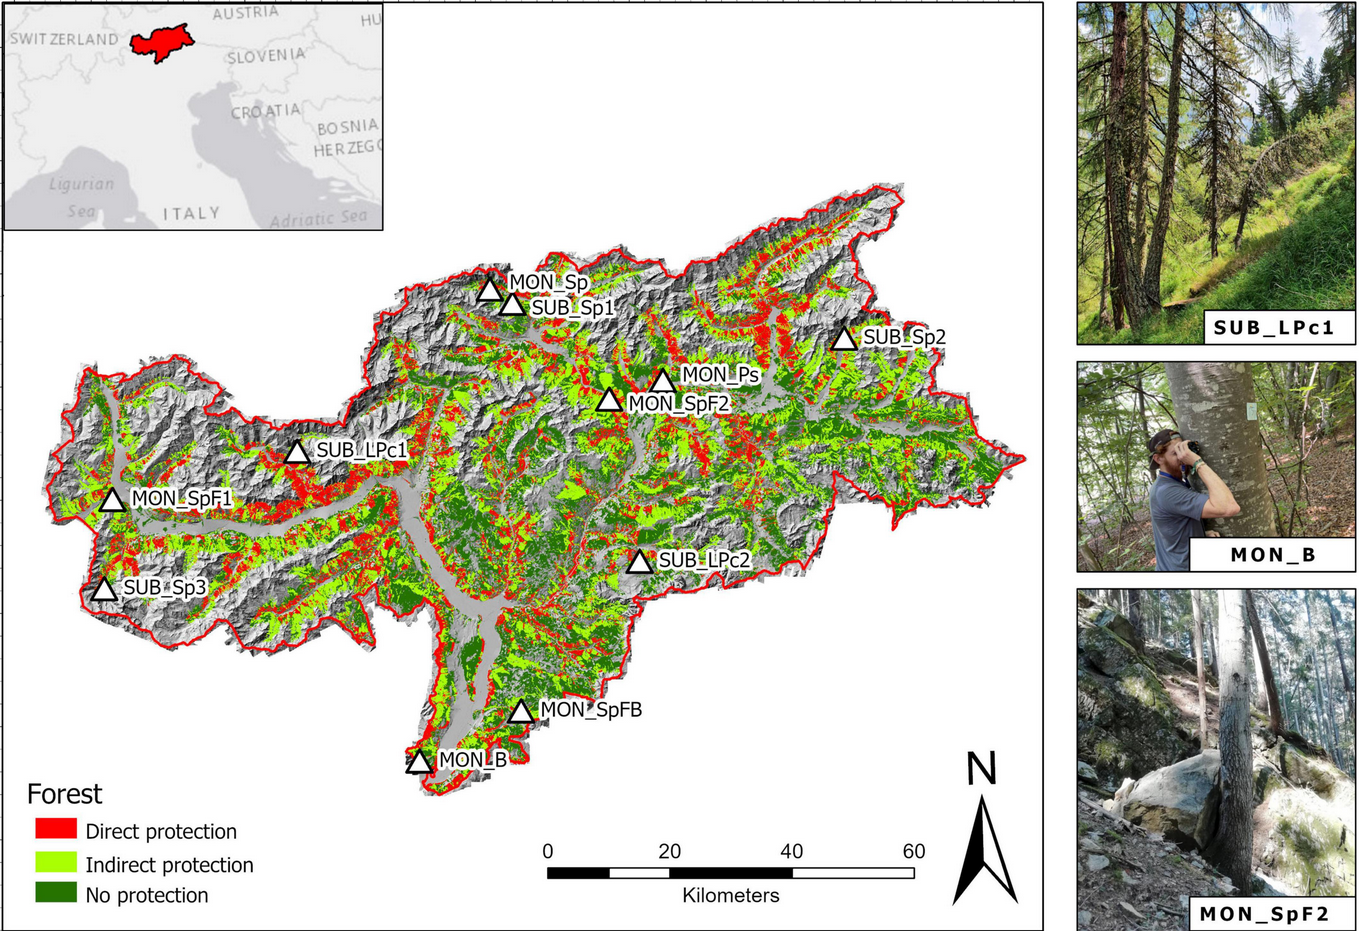 AUSTRIA
HU
SWITZERLAND
SLOVENIA
CROATIA
BOSNIA
HERZEGO
Ligurian
Sea
ITALY
Adriatic Sea
MON_Sp
SUB_Sp1
SUB_Sp2
MON_Ps
MON_SpF2
SUB_LPc1
MON_SpF1
SUB_LPc2
SUB_Sp3
MON_SpFB
MON_B
Forest
Direct protection
Indirect protection
No protection
0 20 40 60
Kilometers
N
SUB_LPc1
MON_B
MON_SpF2